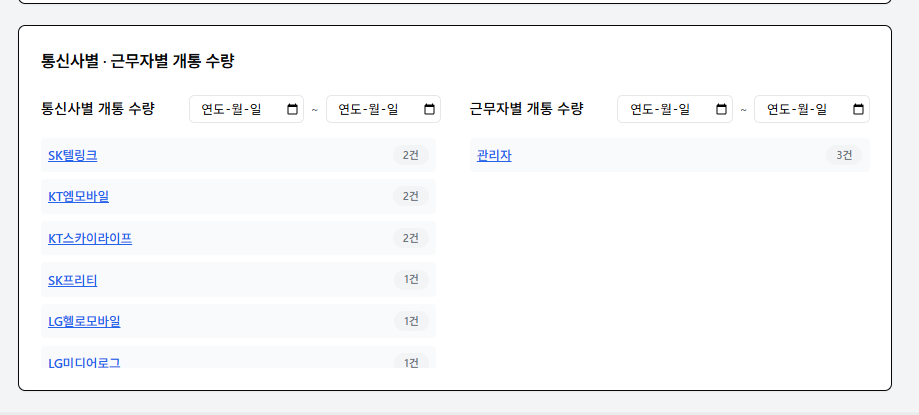 통신사별 · 근무자별 개통 수량
통신사별 개통 수량 연도-월-일 ~ 연도-월-일
SK텔링크 2건
KT엠모바일 2건
KT스카이라이프 2건
SK프리티 1건
LG헬로모바일 1건
LG미디어로그 1건
근무자별 개통 수량 연도-월-일 ~ 연도-월-일
관리자 3건